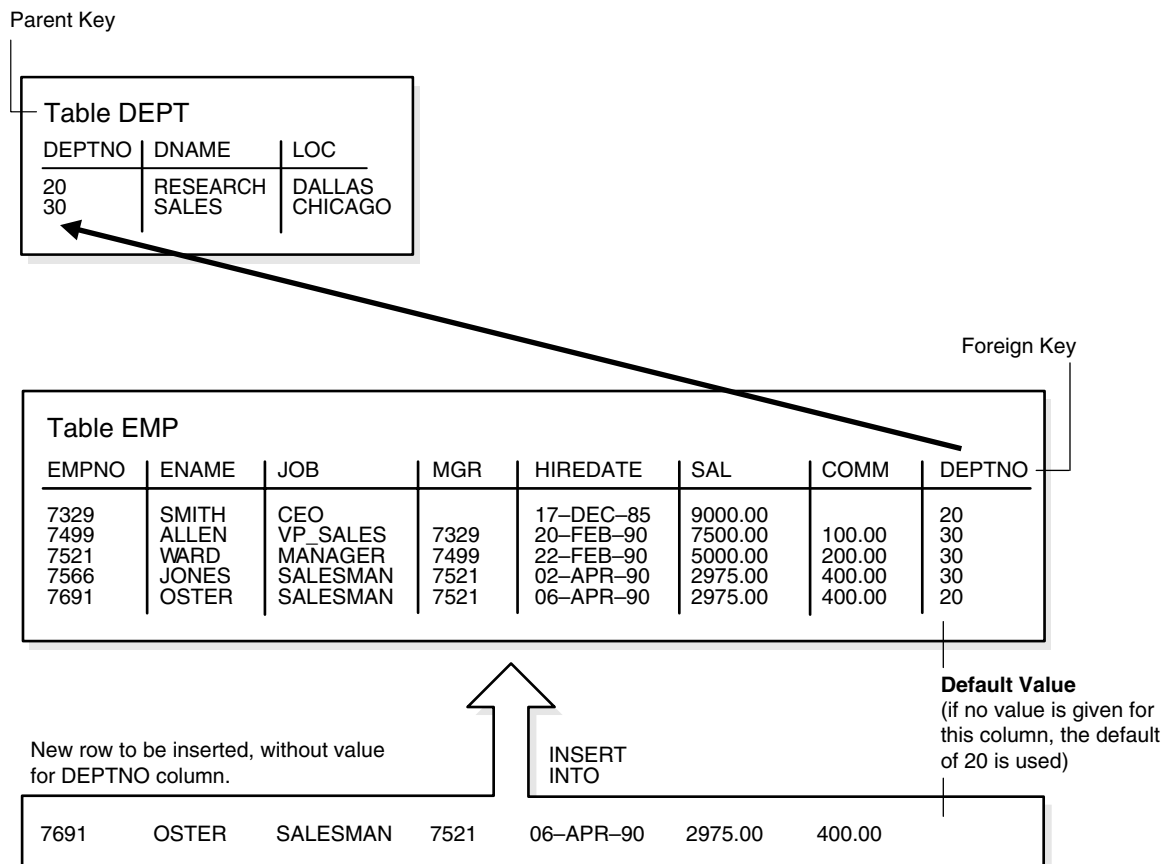 Parent Key
Table DEPT
DEPTNO DNAME LOC
20 RESEARCH DALLAS
30 SALES CHICAGO
Foreign Key
Table EMP
EMPNO ENAME JOB MGR HIREDATE SAL COMM DEPTNO
7329 SMITH CEO 17–DEC–85 9000.00 20
7499 ALLEN VP_SALES 7329 20–FEB–90 7500.00 100.00 30
7521 WARD MANAGER 7499 22–FEB–90 5000.00 200.00 30
7566 JONES SALESMAN 7521 02–APR–90 2975.00 400.00 30
7691 OSTER SALESMAN 7521 06–APR–90 2975.00 400.00 20
Default Value
(if no value is given for
this column, the default
of 20 is used)
New row to be inserted, without value
for DEPTNO column.
INSERT
INTO
7691 OSTER SALESMAN 7521 06–APR–90 2975.00 400.00